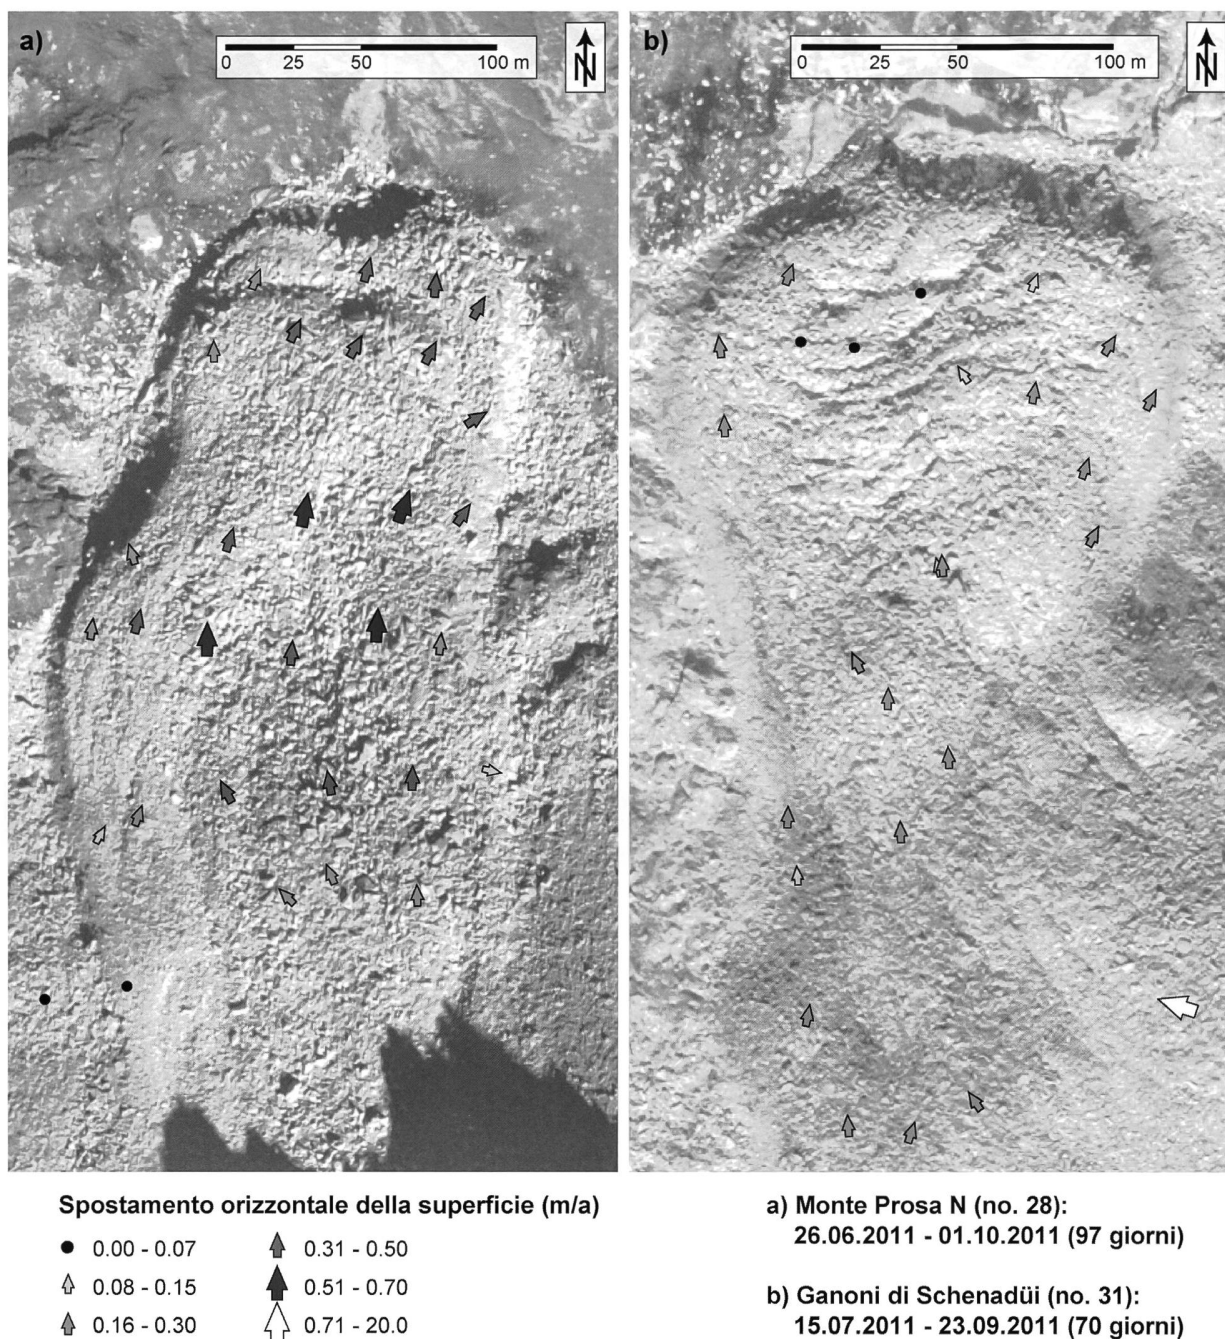 a)
0 25 50 100 m
N
b)
0 25 50 100 m
N
Spostamento orizzontale della superficie (m/a)
0.00 - 0.07
0.08 - 0.15
0.16 - 0.30
0.31 - 0.50
0.51 - 0.70
0.71 - 20.0
a) Monte Prosa N (no. 28):
26.06.2011 - 01.10.2011 (97 giorni)
b) Ganoni di Schenadüi (no. 31):
15.07.2011 - 23.09.2011 (70 giorni)